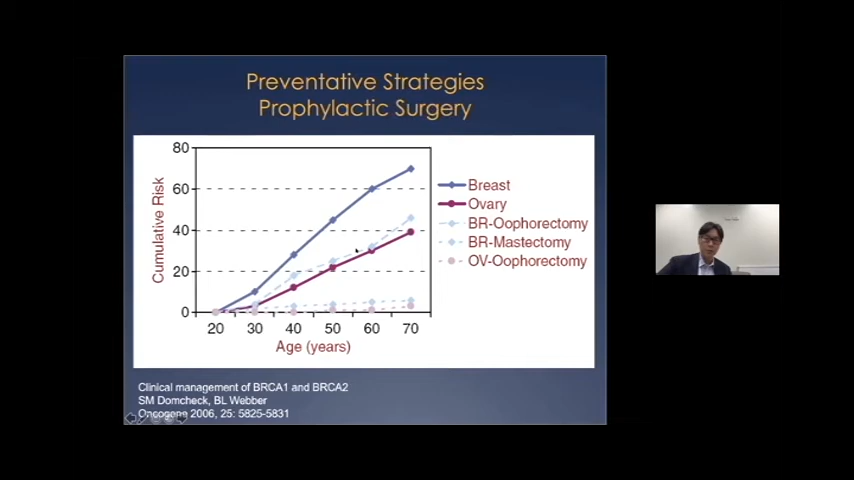 Preventative Strategies
Prophylactic Surgery
80
60
40
20
0
Cumulative Risk
20 30 40 50 60 70
Age (years)
Breast
Ovary
BR-Oophorectomy
BR-Mastectomy
OV-Oophorectomy
Clinical management of BRCA1 and BRCA2
SM Domcheck, BL Webber
Oncogene 2006, 25: 5825-5831